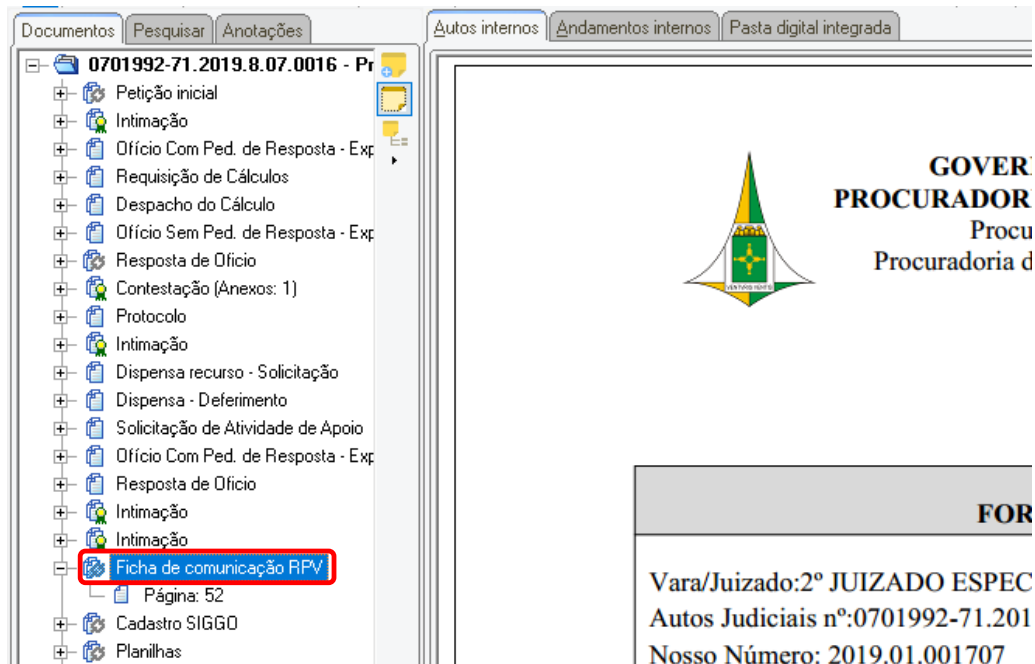 Documentos
Pesquisar
Anotações
0701992-71.2019.8.07.0016 - Pr
Petição inicial
Intimação
Ofício Com Ped. de Resposta - Exp
Requisição de Cálculos
Despacho do Cálculo
Ofício Sem Ped. de Resposta - Exp
Resposta de Oficio
Contestação (Anexos: 1)
Protocolo
Intimação
Dispensa recurso - Solicitação
Dispensa - Deferimento
Solicitação de Atividade de Apoio
Ofício Com Ped. de Resposta - Exp
Resposta de Oficio
Intimação
Intimação
Ficha de comunicação RPV
Página: 52
Cadastro SIGGO
Planilhas
Autos internos
Andamentos internos
Pasta digital integrada
GOVER
PROCURADOR
Procu
Procuradoria d
VENTURIS VENTIS
FOR
Vara/Juizado:2º JUIZADO ESPEC
Autos Judiciais nº:0701992-71.201
Nosso Número: 2019.01.001707